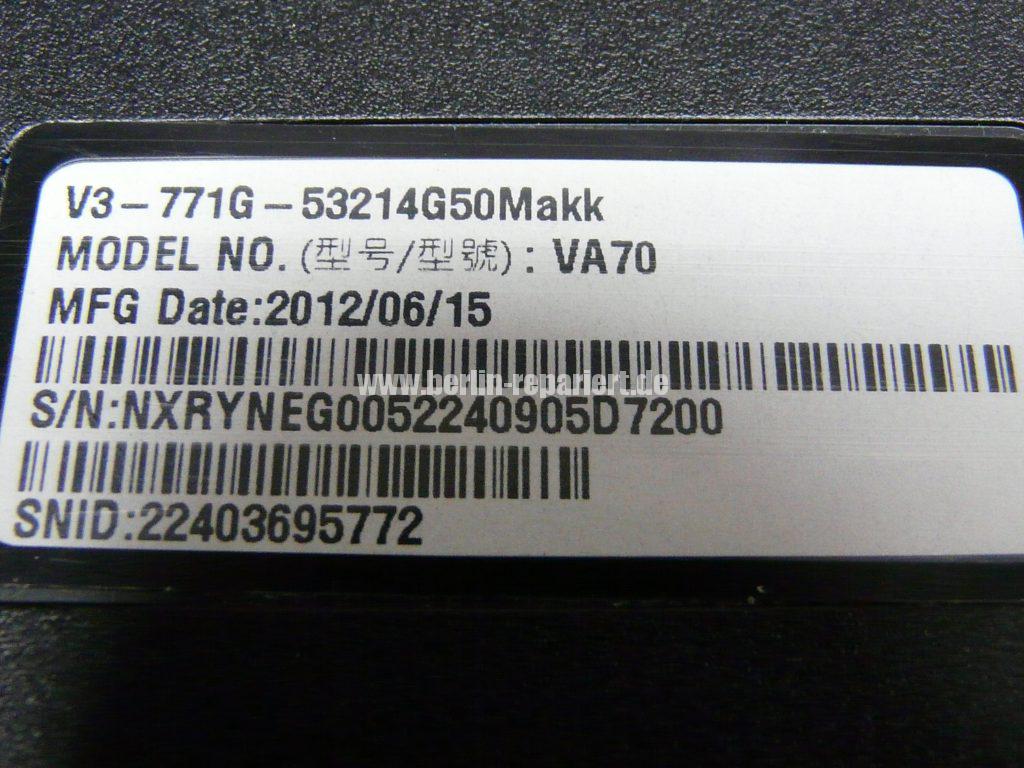 V3-771G-53214G50Makk
MODEL NO.(型号/型號): VA70
MFG Date:2012/06/15
www.berlin-repariert.de
S/N:NXRYNEG0052240905D7200
SNID:22403695772